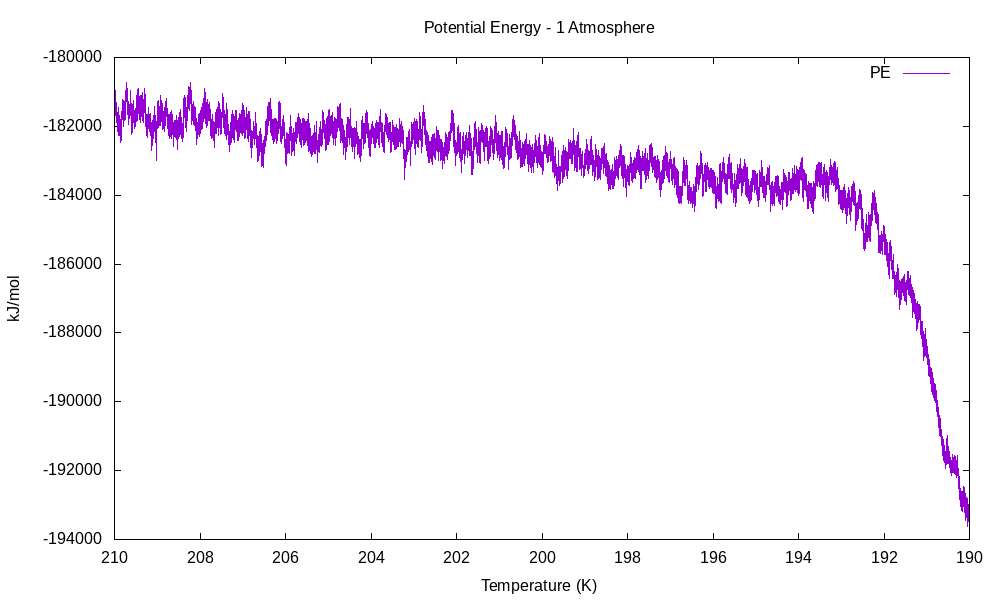 Potential Energy - 1 Atmosphere
PE
-180000
-182000
-184000
-186000
-188000
-190000
-192000
-194000
kJ/mol
210 208 206 204 202 200 198 196 194 192 190
Temperature (K)